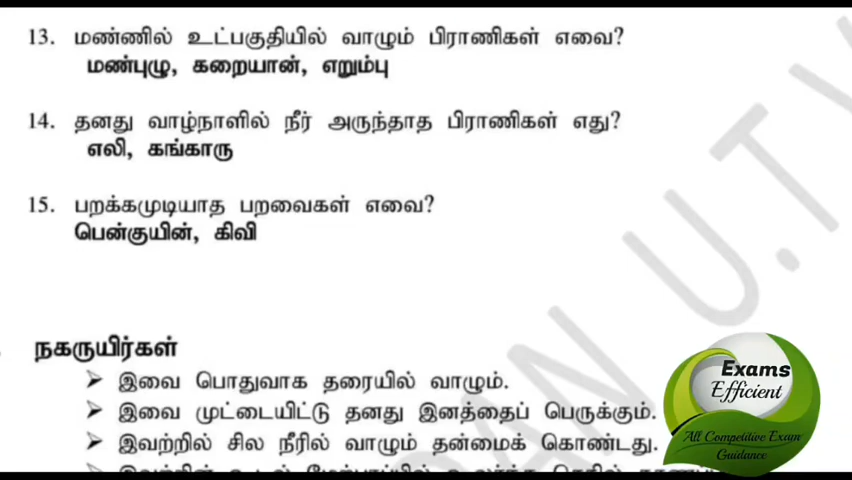 13. மண்ணில் உட்பகுதியில் வாழும் பிராணிகள் எவை?
மண்புழு, கறையான், எறும்பு
14. தனது வாழ்நாளில் நீர் அருந்தாத பிராணிகள் எது?
எலி, கங்காரு
15. பறக்கமுடியாத பறவைகள் எவை?
பென்குயின், கிவி
நகருயிர்கள்
➤ இவை பொதுவாக தரையில் வாழும்.
➤ இவை முட்டையிட்டு தனது இனத்தைப் பெருக்கும்.
➤ இவற்றில் சில நீரில் வாழும் தன்மைக் கொண்டது.
Exams
Efficient
All Competitive Exam
Guidance